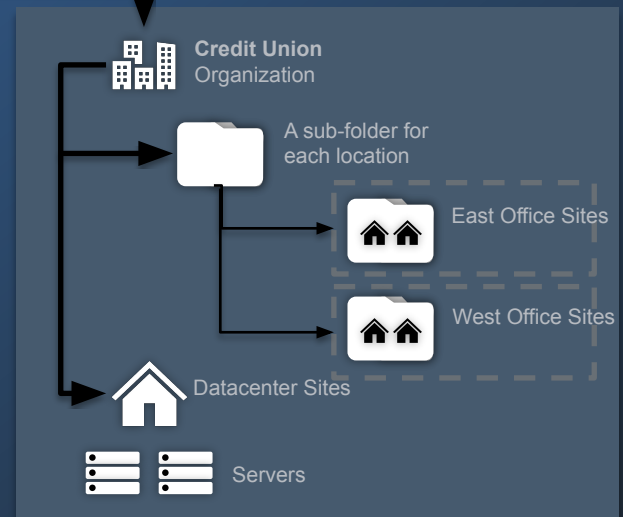 Credit Union
Organization
A sub-folder for
each location
East Office Sites
West Office Sites
Datacenter Sites
Servers